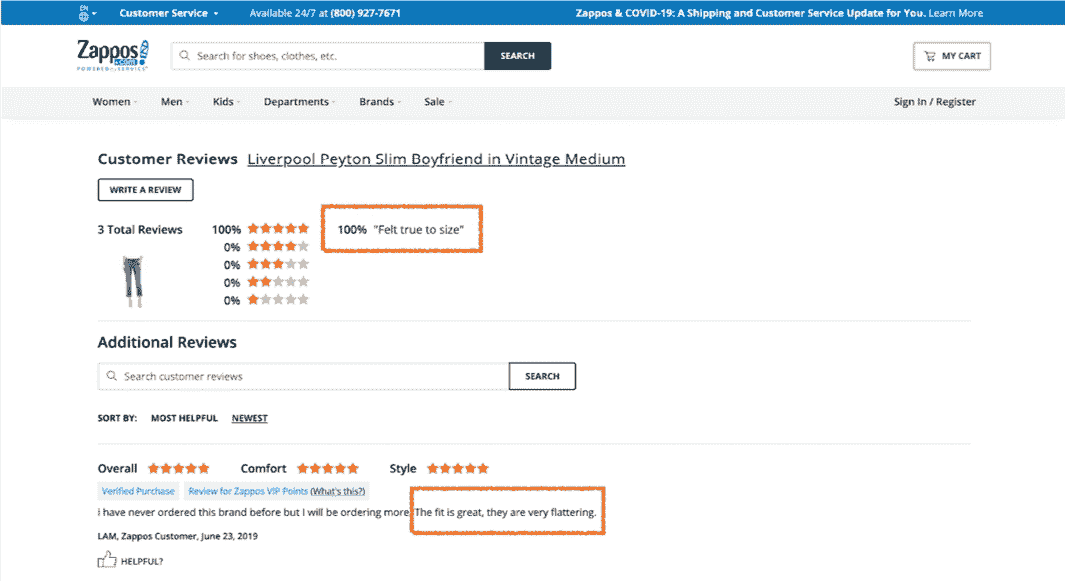 EN
Customer Service Available 24/7 at (800) 927-7671 Zappos & COVID-19: A Shipping and Customer Service Update for You. Learn More
Zappos .com
POWERED by SERVICE
Search for shoes, clothes, etc. SEARCH MY CART
Women Men Kids Departments Brands Sale Sign In / Register
Customer Reviews Liverpool Peyton Slim Boyfriend in Vintage Medium
WRITE A REVIEW
3 Total Reviews 100% 100% "Felt true to size"
0%
0%
0%
0%
Additional Reviews
Search customer reviews SEARCH
SORT BY: MOST HELPFUL NEWEST
Overall Comfort Style
Verified Purchase Review for Zappos VIP Points (What's this?)
I have never ordered this brand before but I will be ordering more. The fit is great, they are very flattering.
LAM, Zappos Customer, June 23, 2019
HELPFUL?